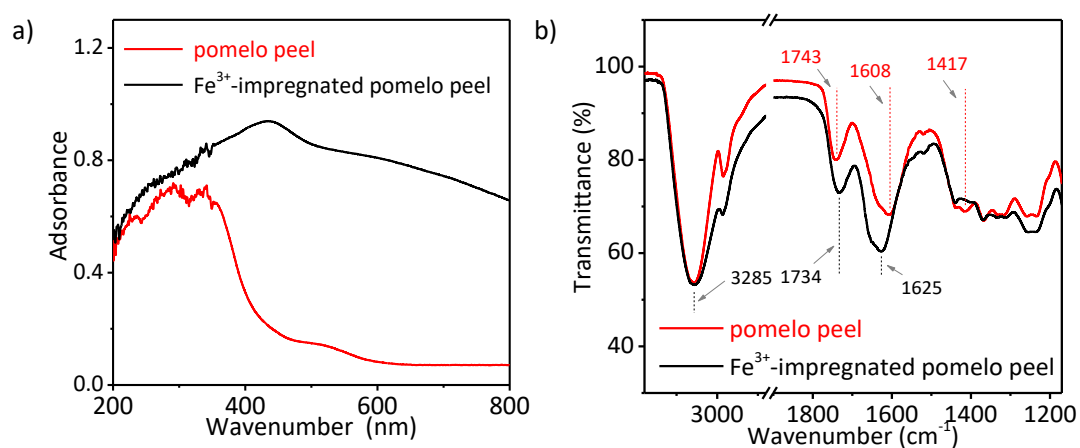 a)
1.2
0.8
0.4
0.0
Adsorbance
pomelo peel
Fe³⁺-impregnated pomelo peel
200 400 600 800
Wavenumber (nm)
b)
100
80
60
40
Transmittance (%)
1743
1608
1417
3285
1734
1625
pomelo peel
Fe³⁺-impregnated pomelo peel
3000 1800 1600 1400 1200
Wavenumber (cm⁻¹)